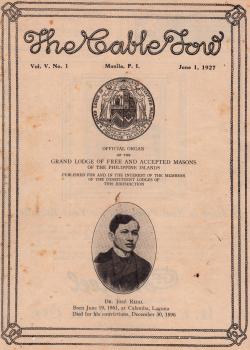 The Cable Tow
Vol. V. No. 1 Manila, P. I. June 1, 1927
OFFICIAL ORGAN
OF THE
GRAND LODGE OF FREE AND ACCEPTED MASONS
OF THE PHILIPPINE ISLANDS
PUBLISHED FOR AND IN THE INTEREST OF THE MEMBERS
OF THE CONSTITUENT LODGES OF
THIS JURISDICTION
DR. JOSÉ RIZAL
Born June 19, 1861, at Calamba, Laguna
Died for his convictions, December 30, 1896